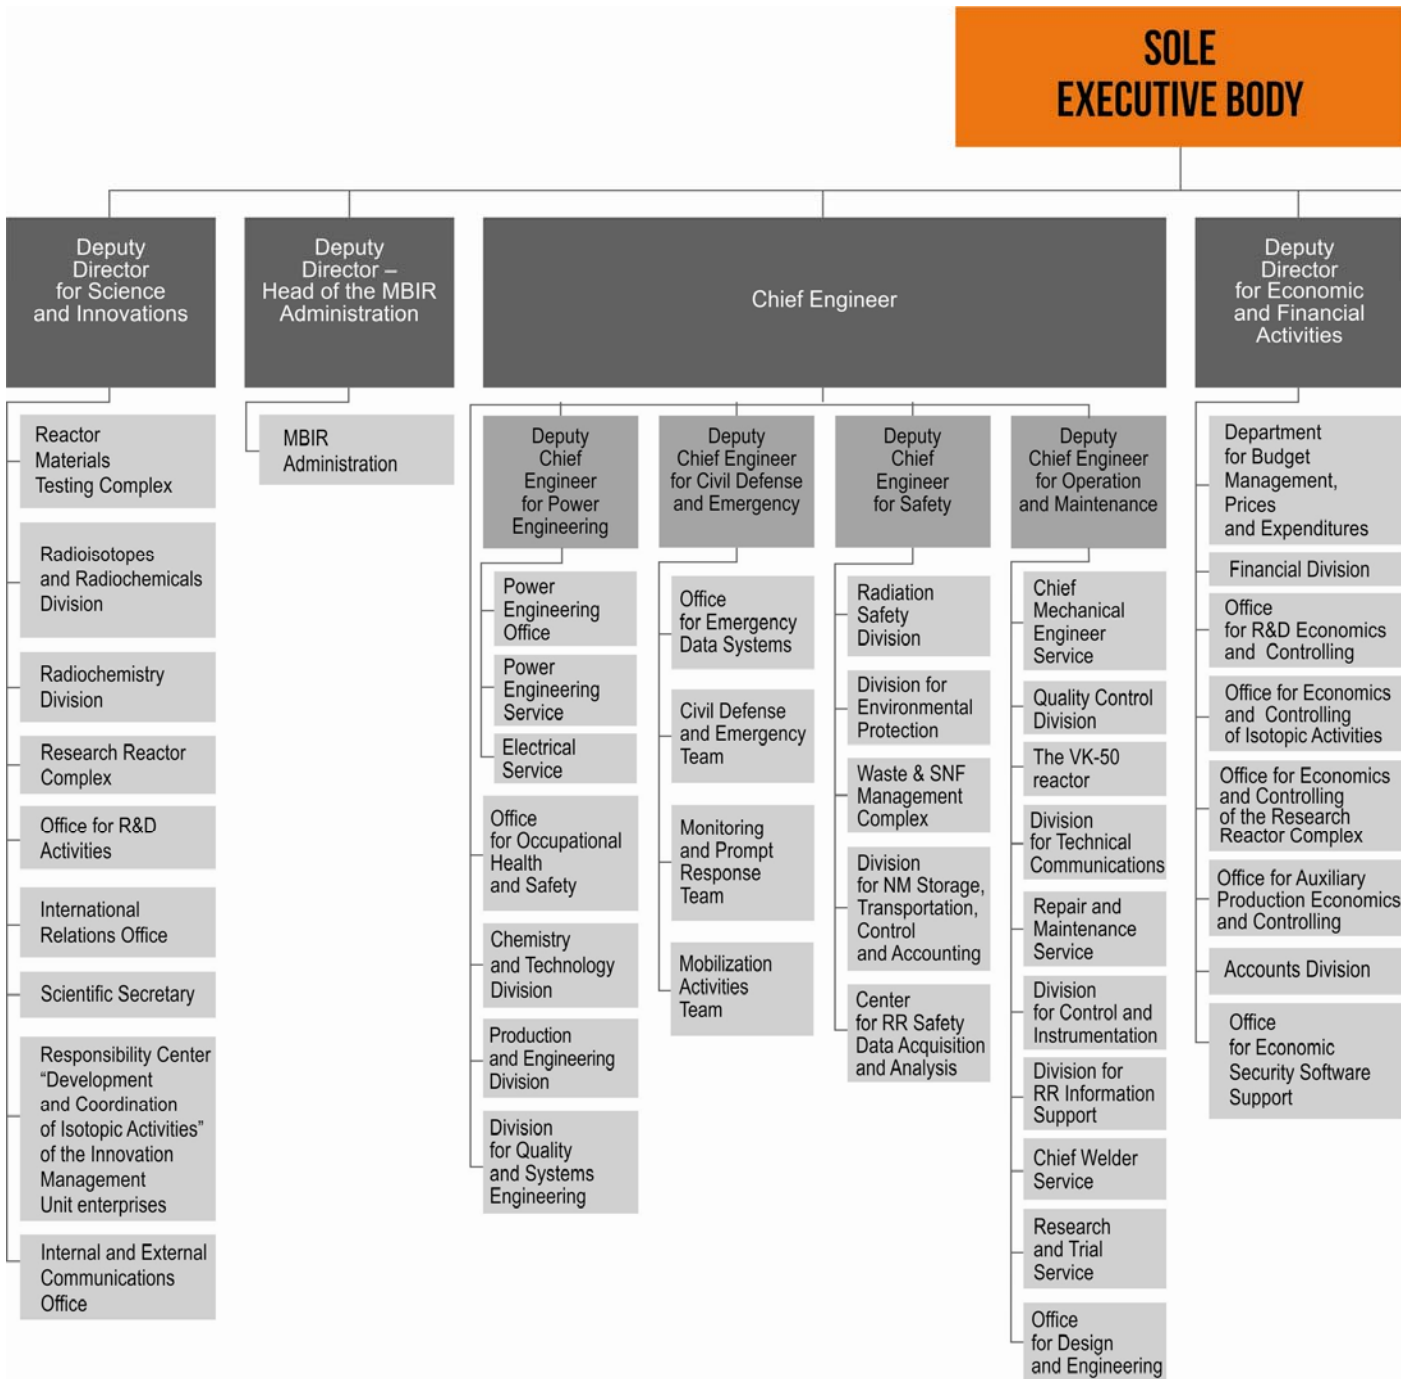 SOLE
EXECUTIVE BODY
Deputy
Director
for Science
and Innovations
Deputy
Director –
Head of the MBIR
Administration
Chief Engineer
Deputy
Director
for Economic
and Financial
Activities
Reactor
Materials
Testing Complex
Radioisotopes
and Radiochemicals
Division
Radiochemistry
Division
Research Reactor
Complex
Office for R&D
Activities
International
Relations Office
Scientific Secretary
Responsibility Center
“Development
and Coordination
of Isotopic Activities”
of the Innovation
Management
Unit enterprises
Internal and External
Communications
Office
MBIR
Administration
Deputy
Chief
Engineer
for Power
Engineering
Power
Engineering
Office
Power
Engineering
Service
Electrical
Service
Office
for Occupational
Health
and Safety
Chemistry
and Technology
Division
Production
and Engineering
Division
Division
for Quality
and Systems
Engineering
Deputy
Chief Engineer
for Civil Defense
and Emergency
Office
for Emergency
Data Systems
Civil Defense
and Emergency
Team
Monitoring
and Prompt
Response
Team
Mobilization
Activities
Team
Deputy
Chief
Engineer
for Safety
Radiation
Safety
Division
Division for
Environmental
Protection
Waste & SNF
Management
Complex
Division
for NM Storage,
Transportation,
Control
and Accounting
Center
for RR Safety
Data Acquisition
and Analysis
Deputy
Chief Engineer
for Operation
and Maintenance
Chief
Mechanical
Engineer
Service
Quality Control
Division
The VK-50
reactor
Division
for Technical
Communications
Repair and
Maintenance
Service
Division
for Control and
Instrumentation
Division for
RR Information
Support
Chief Welder
Service
Research
and Trial
Service
Office
for Design
and Engineering
Department
for Budget
Management,
Prices
and Expenditures
Financial Division
Office
for R&D Economics
and Controlling
Office for Economics
and Controlling
of Isotopic Activities
Office for Economics
and Controlling
of the Research
Reactor Complex
Office for Auxiliary
Production Economics
and Controlling
Accounts Division
Office
for Economic
Security Software
Support